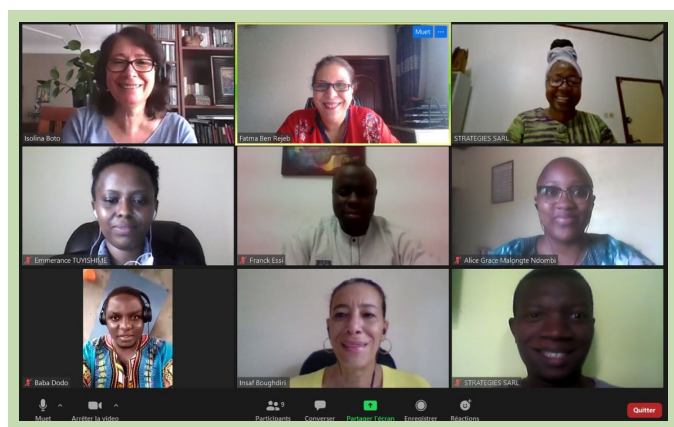 Muet ...
Isolina Boto
Fatma Ben Rejeb
STRATEGIES SARL
Emmerance TUYISHIME
Franck Essi
Alice Grace Malongte Ndombi
Baba Dodo
Insaf Boughdiri
STRATEGIES SARL
9
Muet
Arrêter la vidéo
Participants
Converser
Partager l'écran
Enregistrer
Réactions
Quitter